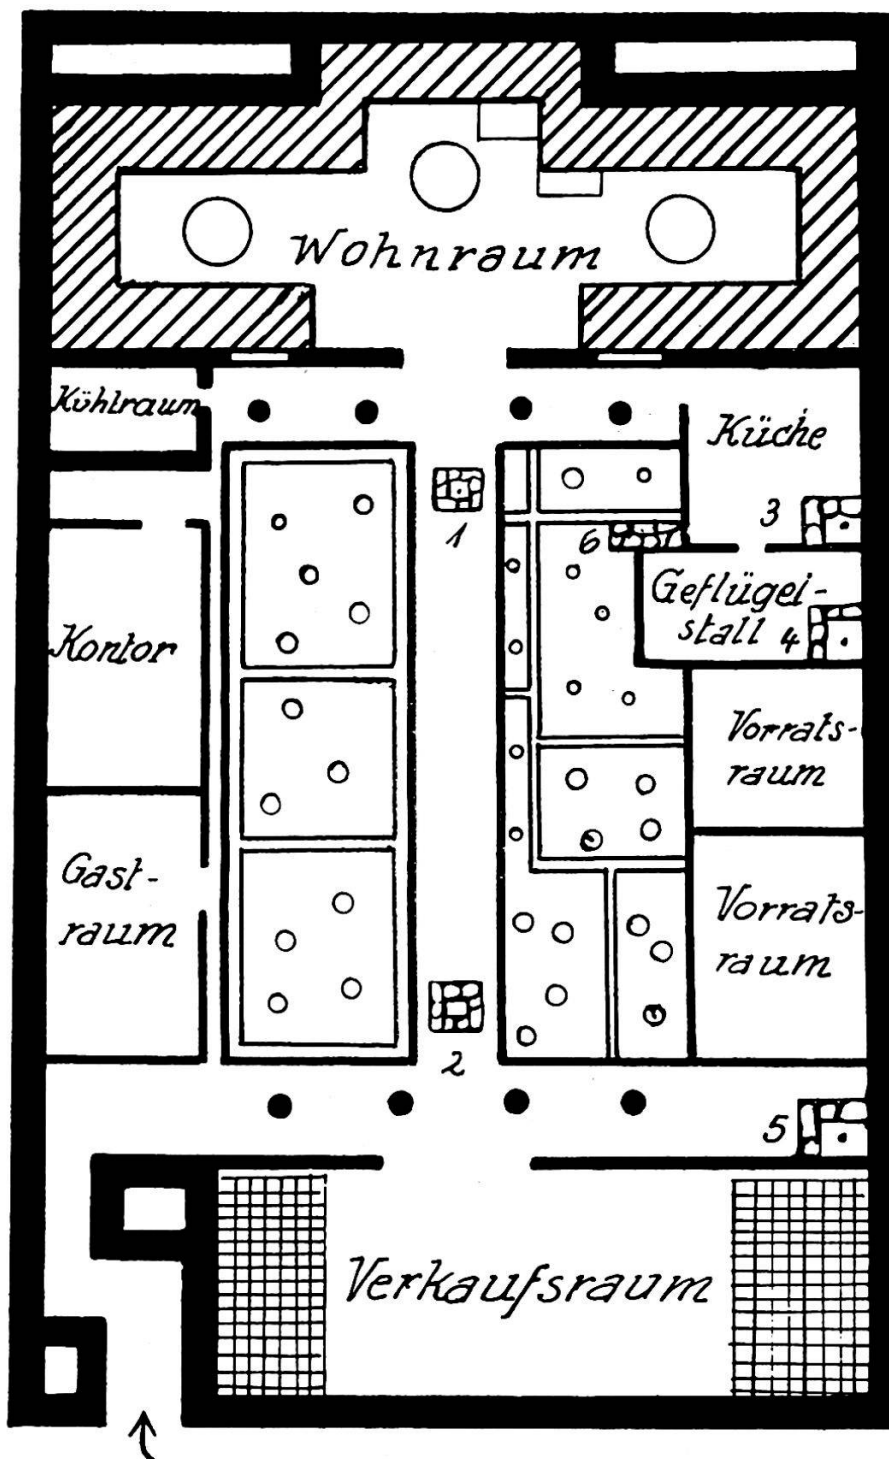 Wohnraum
Kühlraum
Küche
1
3
6
Geflügel-
stall 4
Kontor
Vorrats-
raum
Gast-
raum
Vorrats-
raum
2
5
Verkaufsraum